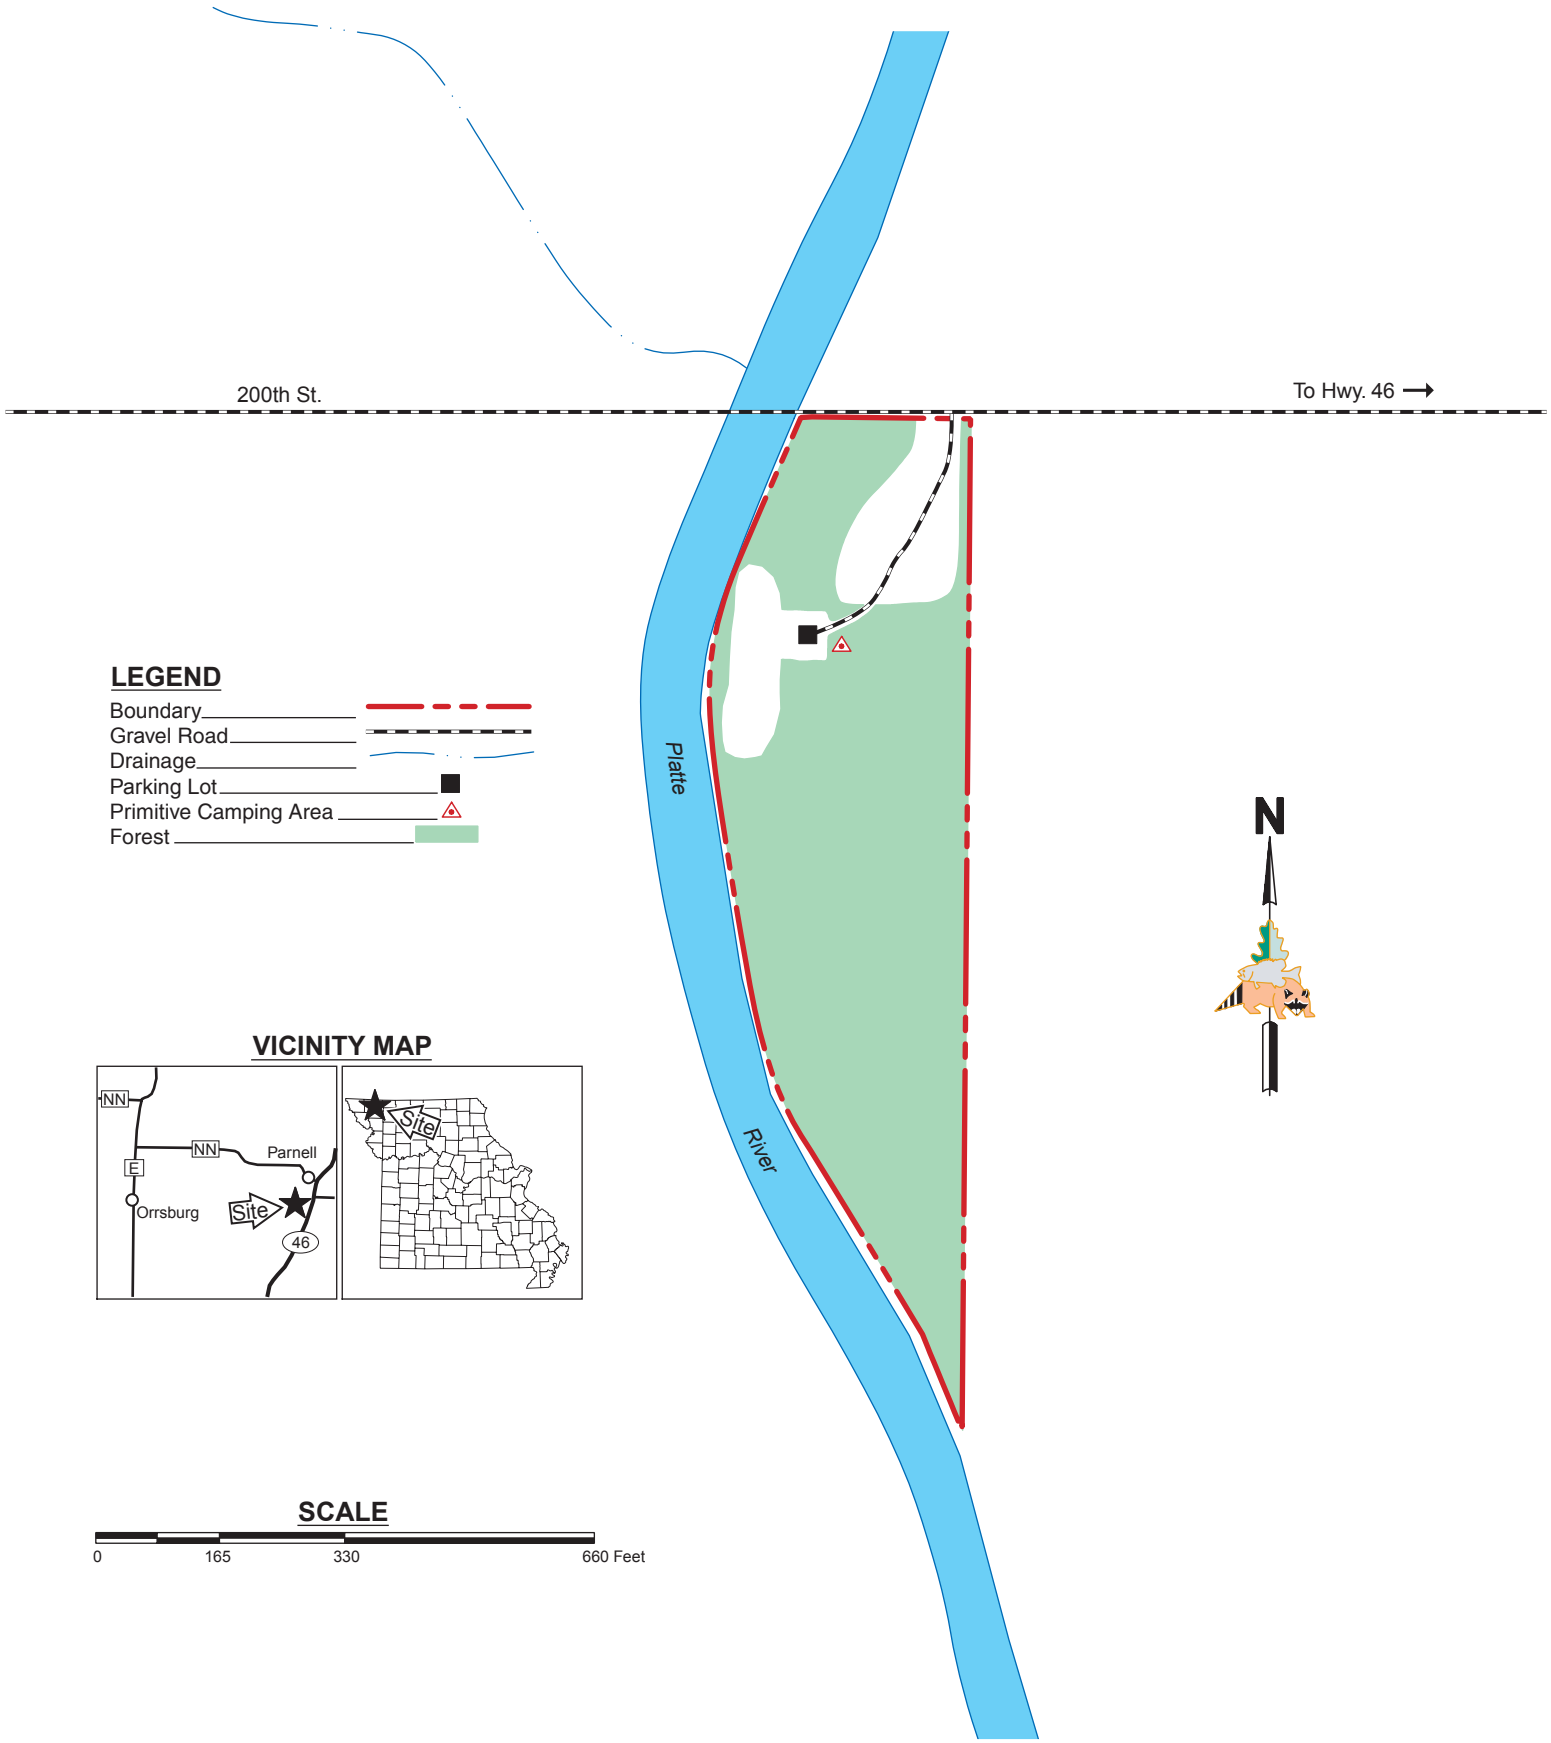 200th St.
To Hwy. 46
LEGEND
Boundary
Gravel Road
Drainage
Parking Lot
Primitive Camping Area
Forest
Platte
River
N
VICINITY MAP
NN
NN
Parnell
E
Orrsburg
Site
46
Site
SCALE
0 165 330 660 Feet